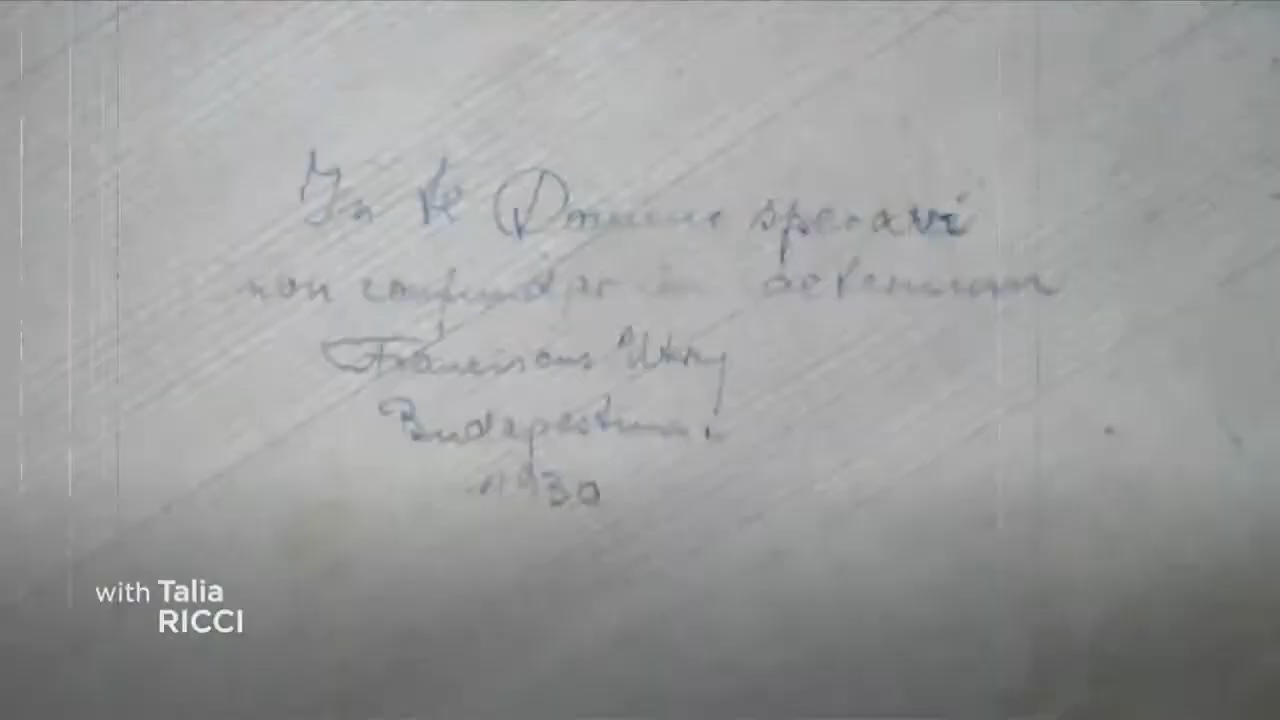 In te Domine speravi
non confundar in aeternum
Franciscus
Budapestini
1930
with Talia
RICCI